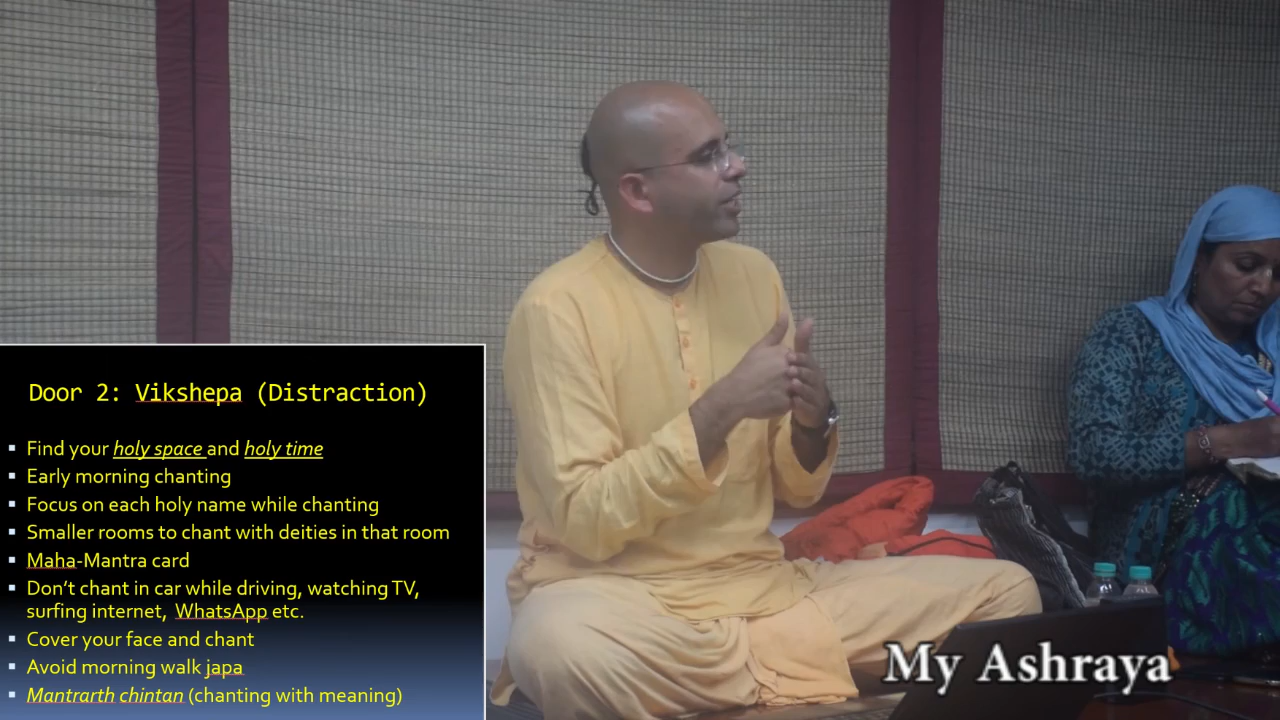 Door 2: Vikshepa (Distraction)
▪ Find your holy space and holy time
▪ Early morning chanting
▪ Focus on each holy name while chanting
▪ Smaller rooms to chant with deities in that room
▪ Maha-Mantra card
▪ Don’t chant in car while driving, watching TV,
surfing internet, WhatsApp etc.
▪ Cover your face and chant
▪ Avoid morning walk japa
▪ Mantrarth chintan (chanting with meaning)
My Ashraya